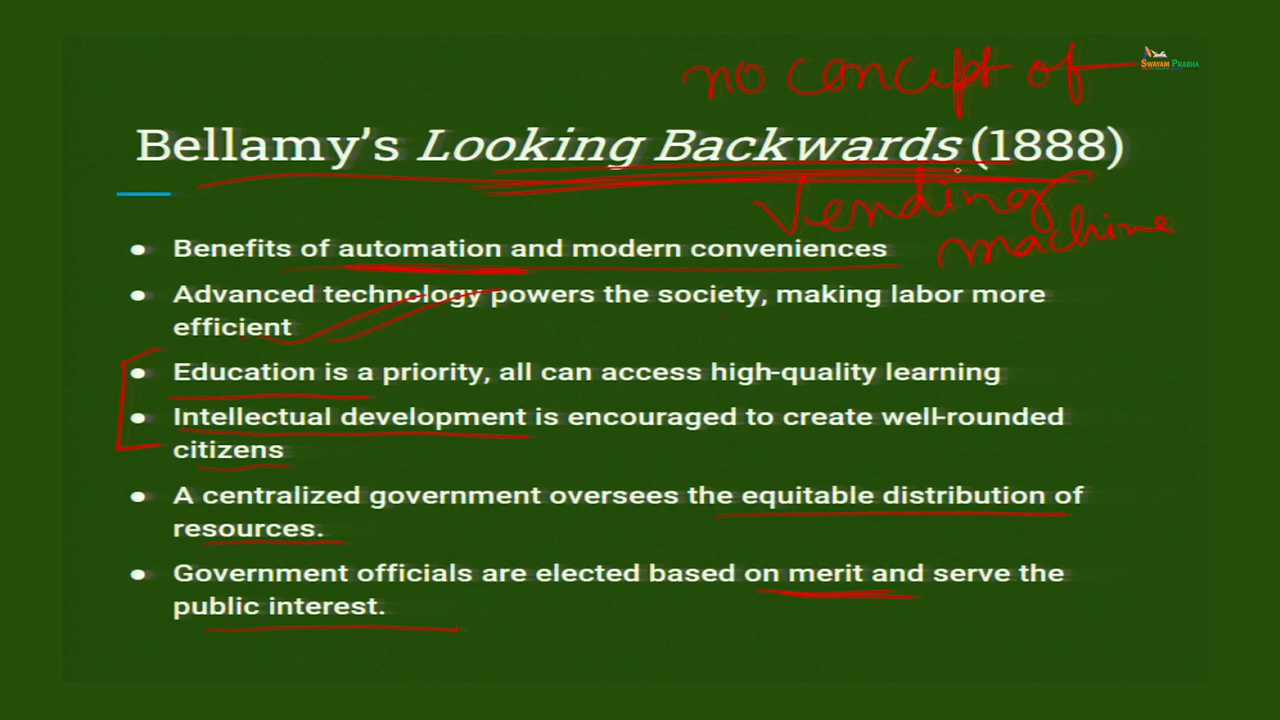 no concept of
SWAYAM PRABHA
Bellamy's Looking Backwards (1888)
Vending
machine
● Benefits of automation and modern conveniences
● Advanced technology powers the society, making labor more
efficient
● Education is a priority, all can access high-quality learning
● Intellectual development is encouraged to create well-rounded
citizens
● A centralized government oversees the equitable distribution of
resources.
● Government officials are elected based on merit and serve the
public interest.